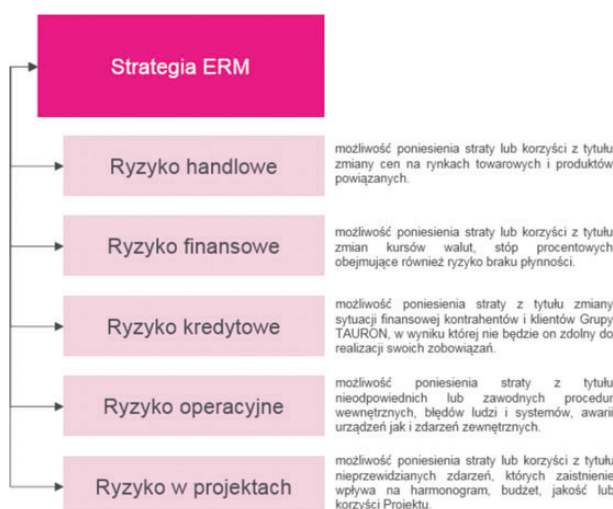 Strategia ERM
Ryzyko handlowe
możliwość poniesienia straty lub korzyści z tytułu
zmiany cen na rynkach towarowych i produktów
powiązanych.
Ryzyko finansowe
możliwość poniesienia straty lub korzyści z tytułu
zmian kursów walut, stóp procentowych
obejmujące również ryzyko braku płynności.
Ryzyko kredytowe
możliwość poniesienia straty z tytułu zmiany
sytuacji finansowej kontrahentów i klientów Grupy
TAURON, w wyniku której nie będzie on zdolny do
realizacji swoich zobowiązań.
Ryzyko operacyjne
możliwość poniesienia straty z tytułu
nieodpowiednich lub zawodnych procedur
wewnętrznych, błędów ludzi i systemów, awarii
urządzeń jak i zdarzeń zewnętrznych.
Ryzyko w projektach
możliwość poniesienia straty lub korzyści z tytułu
nieprzewidzianych zdarzeń, których zaistnienie
wpływa na harmonogram, budżet, jakość lub
korzyści Projektu.